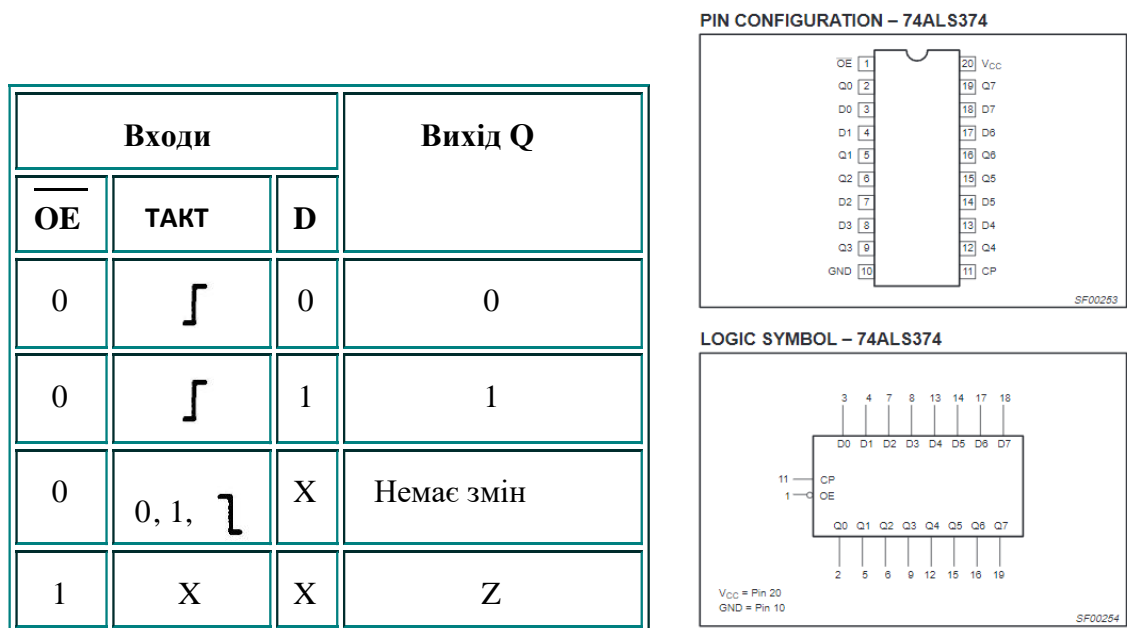 Входи Вихід Q
OE ТАКТ D
0 0 0
0 1 1
0 0, 1, X Немає змін
1 X X Z
PIN CONFIGURATION – 74ALS374
OE 1 20 VCC
Q0 2 19 Q7
D0 3 18 D7
D1 4 17 D6
Q1 5 16 Q6
Q2 6 15 Q5
D2 7 14 D5
D3 8 13 D4
Q3 9 12 Q4
GND 10 11 CP
SF00253
LOGIC SYMBOL – 74ALS374
3 4 7 8 13 14 17 18
D0 D1 D2 D3 D4 D5 D6 D7
11 CP
1 OE
Q0 Q1 Q2 Q3 Q4 Q5 Q6 Q7
2 5 6 9 12 15 16 19
VCC = Pin 20
GND = Pin 10
SF00254